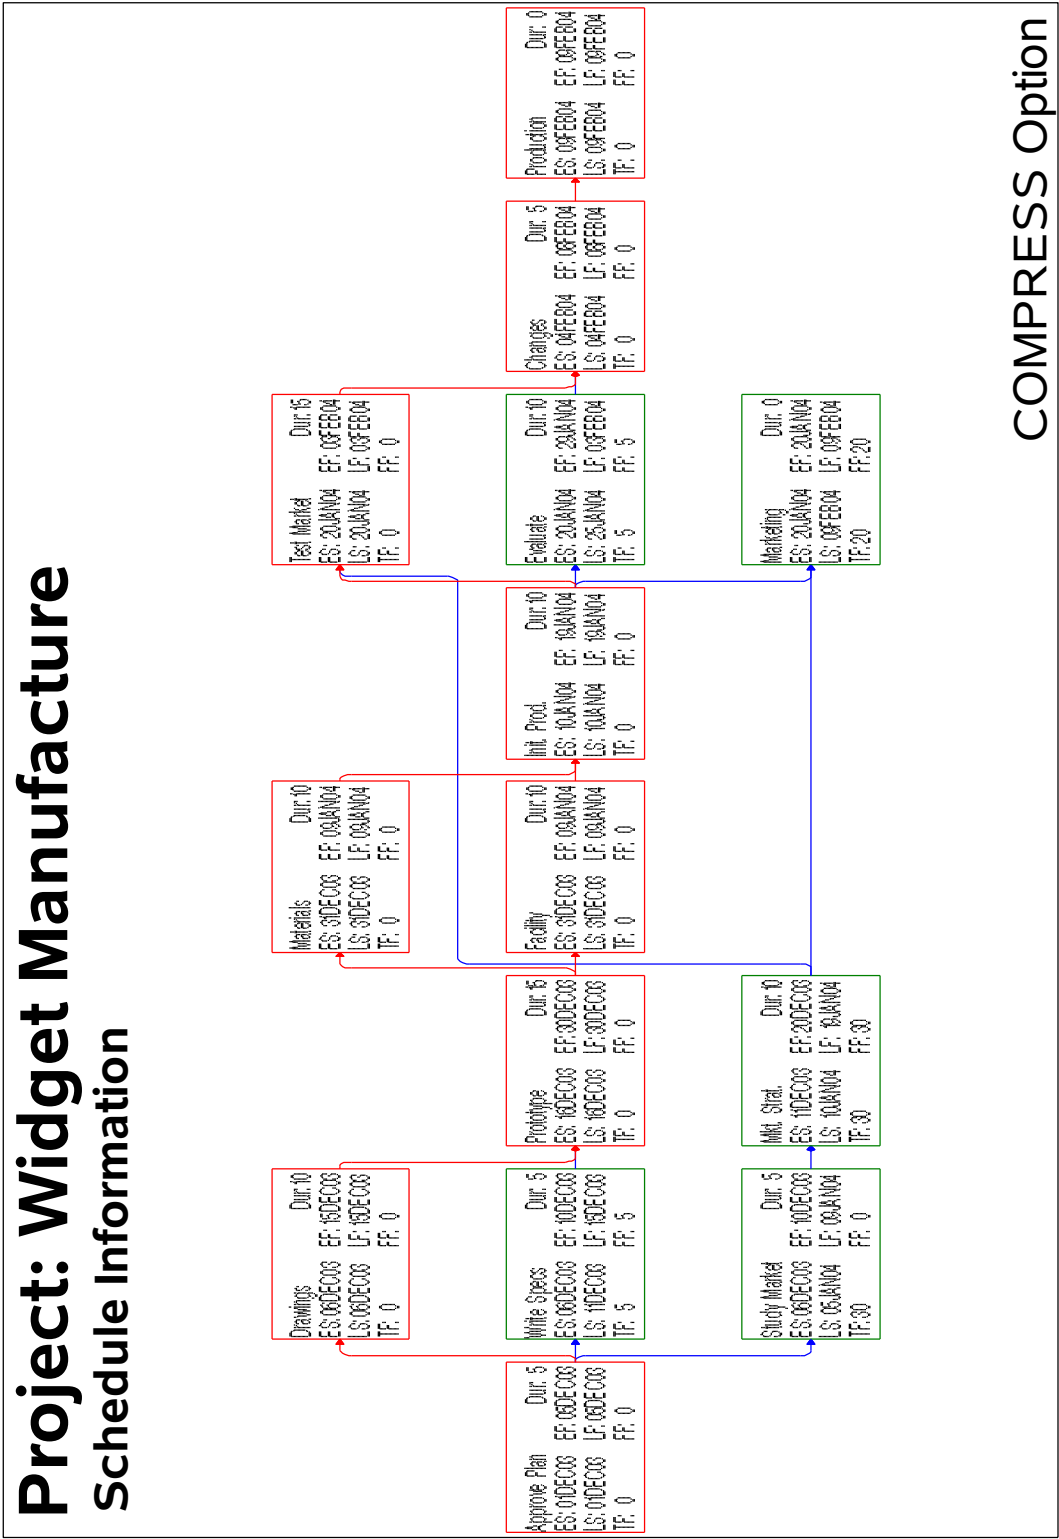 Project: Widget Manufacture
Schedule Information
Approve Plan Dur: 5
ES: 01DEC03 EF: 05DEC03
LS: 01DEC03 LF: 05DEC03
TF: 0 FF: 0
Drawings Dur:10
ES: 06DEC03 EF: 15DEC03
LS: 06DEC03 LF: 15DEC03
TF: 0 FF: 0
Write Specs Dur: 5
ES: 06DEC03 EF: 10DEC03
LS: 11DEC03 LF: 15DEC03
TF: 5 FF: 5
Study Market Dur: 5
ES: 06DEC03 EF: 10DEC03
LS: 05JAN04 LF: 09JAN04
TF:30 FF: 0
Prototype Dur:15
ES: 16DEC03 EF:30DEC03
LS: 16DEC03 LF:30DEC03
TF: 0 FF: 0
Mkt. Strat. Dur:10
ES: 11DEC03 EF:20DEC03
LS: 10JAN04 LF: 19JAN04
TF:30 FF:30
Materials Dur:10
ES: 31DEC03 EF: 09JAN04
LS: 31DEC03 LF: 09JAN04
TF: 0 FF: 0
Facility Dur:10
ES: 31DEC03 EF: 09JAN04
LS: 31DEC03 LF: 09JAN04
TF: 0 FF: 0
Init. Prod. Dur:10
ES: 10JAN04 EF: 19JAN04
LS: 10JAN04 LF: 19JAN04
TF: 0 FF: 0
Test Market Dur:15
ES: 20JAN04 EF: 03FEB04
LS: 20JAN04 LF: 03FEB04
TF: 0 FF: 0
Evaluate Dur:10
ES: 20JAN04 EF: 29JAN04
LS: 25JAN04 LF: 03FEB04
TF: 5 FF: 5
Marketing Dur: 0
ES: 20JAN04 EF: 20JAN04
LS: 09FEB04 LF: 09FEB04
TF:20 FF:20
Changes Dur: 5
ES: 04FEB04 EF: 08FEB04
LS: 04FEB04 LF: 08FEB04
TF: 0 FF: 0
Production Dur: 0
ES: 09FEB04 EF: 09FEB04
LS: 09FEB04 LF: 09FEB04
TF: 0 FF: 0
COMPRESS Option